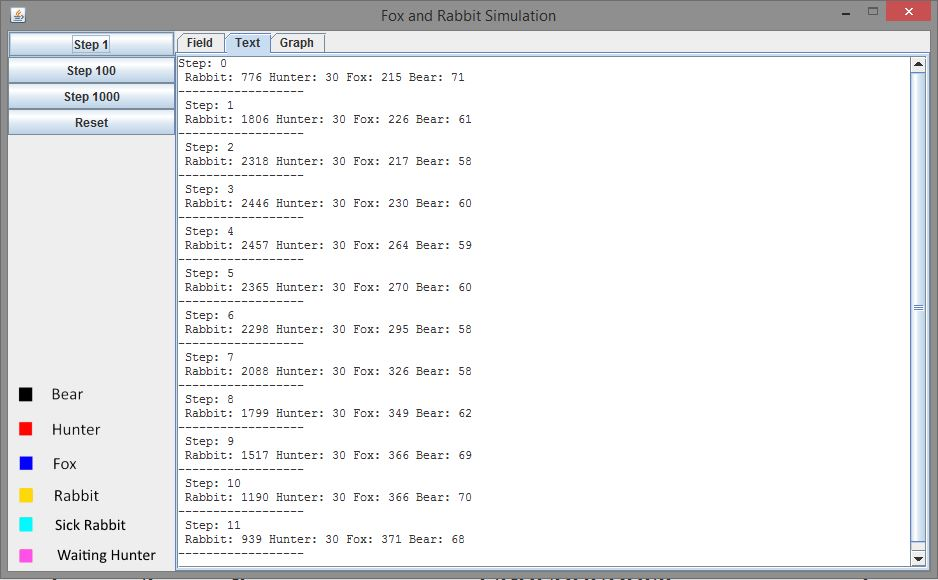 Fox and Rabbit Simulation
Step 1
Step 100
Step 1000
Reset
Field Text Graph
Step: 0
Rabbit: 776 Hunter: 30 Fox: 215 Bear: 71
------------------
Step: 1
Rabbit: 1806 Hunter: 30 Fox: 226 Bear: 61
------------------
Step: 2
Rabbit: 2318 Hunter: 30 Fox: 217 Bear: 58
------------------
Step: 3
Rabbit: 2446 Hunter: 30 Fox: 230 Bear: 60
------------------
Step: 4
Rabbit: 2457 Hunter: 30 Fox: 264 Bear: 59
------------------
Step: 5
Rabbit: 2365 Hunter: 30 Fox: 270 Bear: 60
------------------
Step: 6
Rabbit: 2298 Hunter: 30 Fox: 295 Bear: 58
------------------
Step: 7
Rabbit: 2088 Hunter: 30 Fox: 326 Bear: 58
------------------
Step: 8
Rabbit: 1799 Hunter: 30 Fox: 349 Bear: 62
------------------
Step: 9
Rabbit: 1517 Hunter: 30 Fox: 366 Bear: 69
------------------
Step: 10
Rabbit: 1190 Hunter: 30 Fox: 366 Bear: 70
------------------
Step: 11
Rabbit: 939 Hunter: 30 Fox: 371 Bear: 68
------------------
Bear
Hunter
Fox
Rabbit
Sick Rabbit
Waiting Hunter